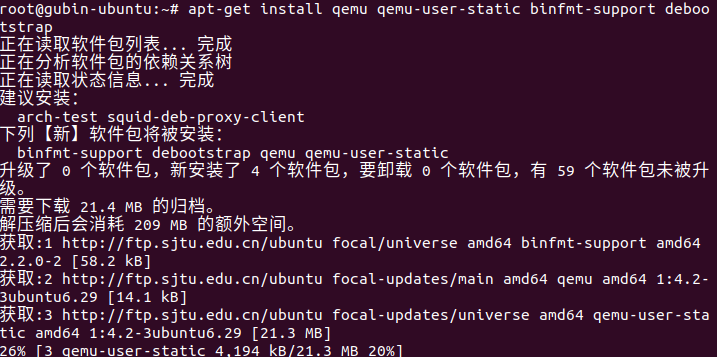 root@gubin-ubuntu:~# apt-get install qemu qemu-user-static binfmt-support deboo
tstrap
正在读取软件包列表... 完成
正在分析软件包的依赖关系树
正在读取状态信息... 完成
建议安装：
  arch-test squid-deb-proxy-client
下列【新】软件包将被安装：
  binfmt-support debootstrap qemu qemu-user-static
升级了 0 个软件包，新安装了 4 个软件包，要卸载 0 个软件包，有 59 个软件包未被升
级。
需要下载 21.4 MB 的归档。
解压缩后会消耗 209 MB 的额外空间。
获取:1 http://ftp.sjtu.edu.cn/ubuntu focal/universe amd64 binfmt-support amd64
2.2.0-2 [58.2 kB]
获取:2 http://ftp.sjtu.edu.cn/ubuntu focal-updates/main amd64 qemu amd64 1:4.2-
3ubuntu6.29 [14.1 kB]
获取:3 http://ftp.sjtu.edu.cn/ubuntu focal-updates/universe amd64 qemu-user-sta
tic amd64 1:4.2-3ubuntu6.29 [21.3 MB]
26% [3 qemu-user-static 4,194 kB/21.3 MB 20%]